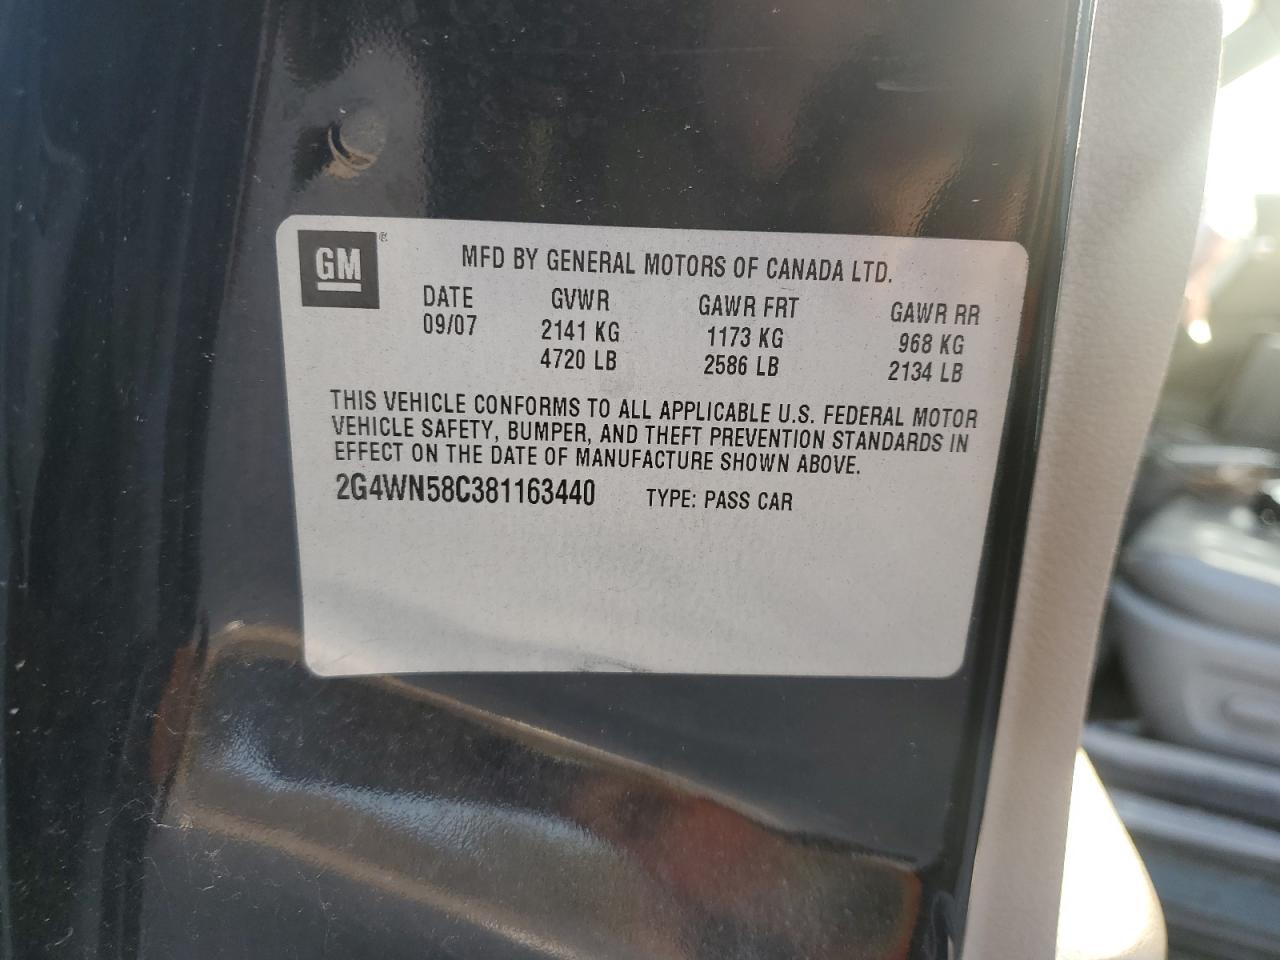 GM®
MFD BY GENERAL MOTORS OF CANADA LTD.
DATE GVWR GAWR FRT GAWR RR
09/07 2141 KG 1173 KG 968 KG
4720 LB 2586 LB 2134 LB
THIS VEHICLE CONFORMS TO ALL APPLICABLE U.S. FEDERAL MOTOR
VEHICLE SAFETY, BUMPER, AND THEFT PREVENTION STANDARDS IN
EFFECT ON THE DATE OF MANUFACTURE SHOWN ABOVE.
2G4WN58C381163440 TYPE: PASS CAR